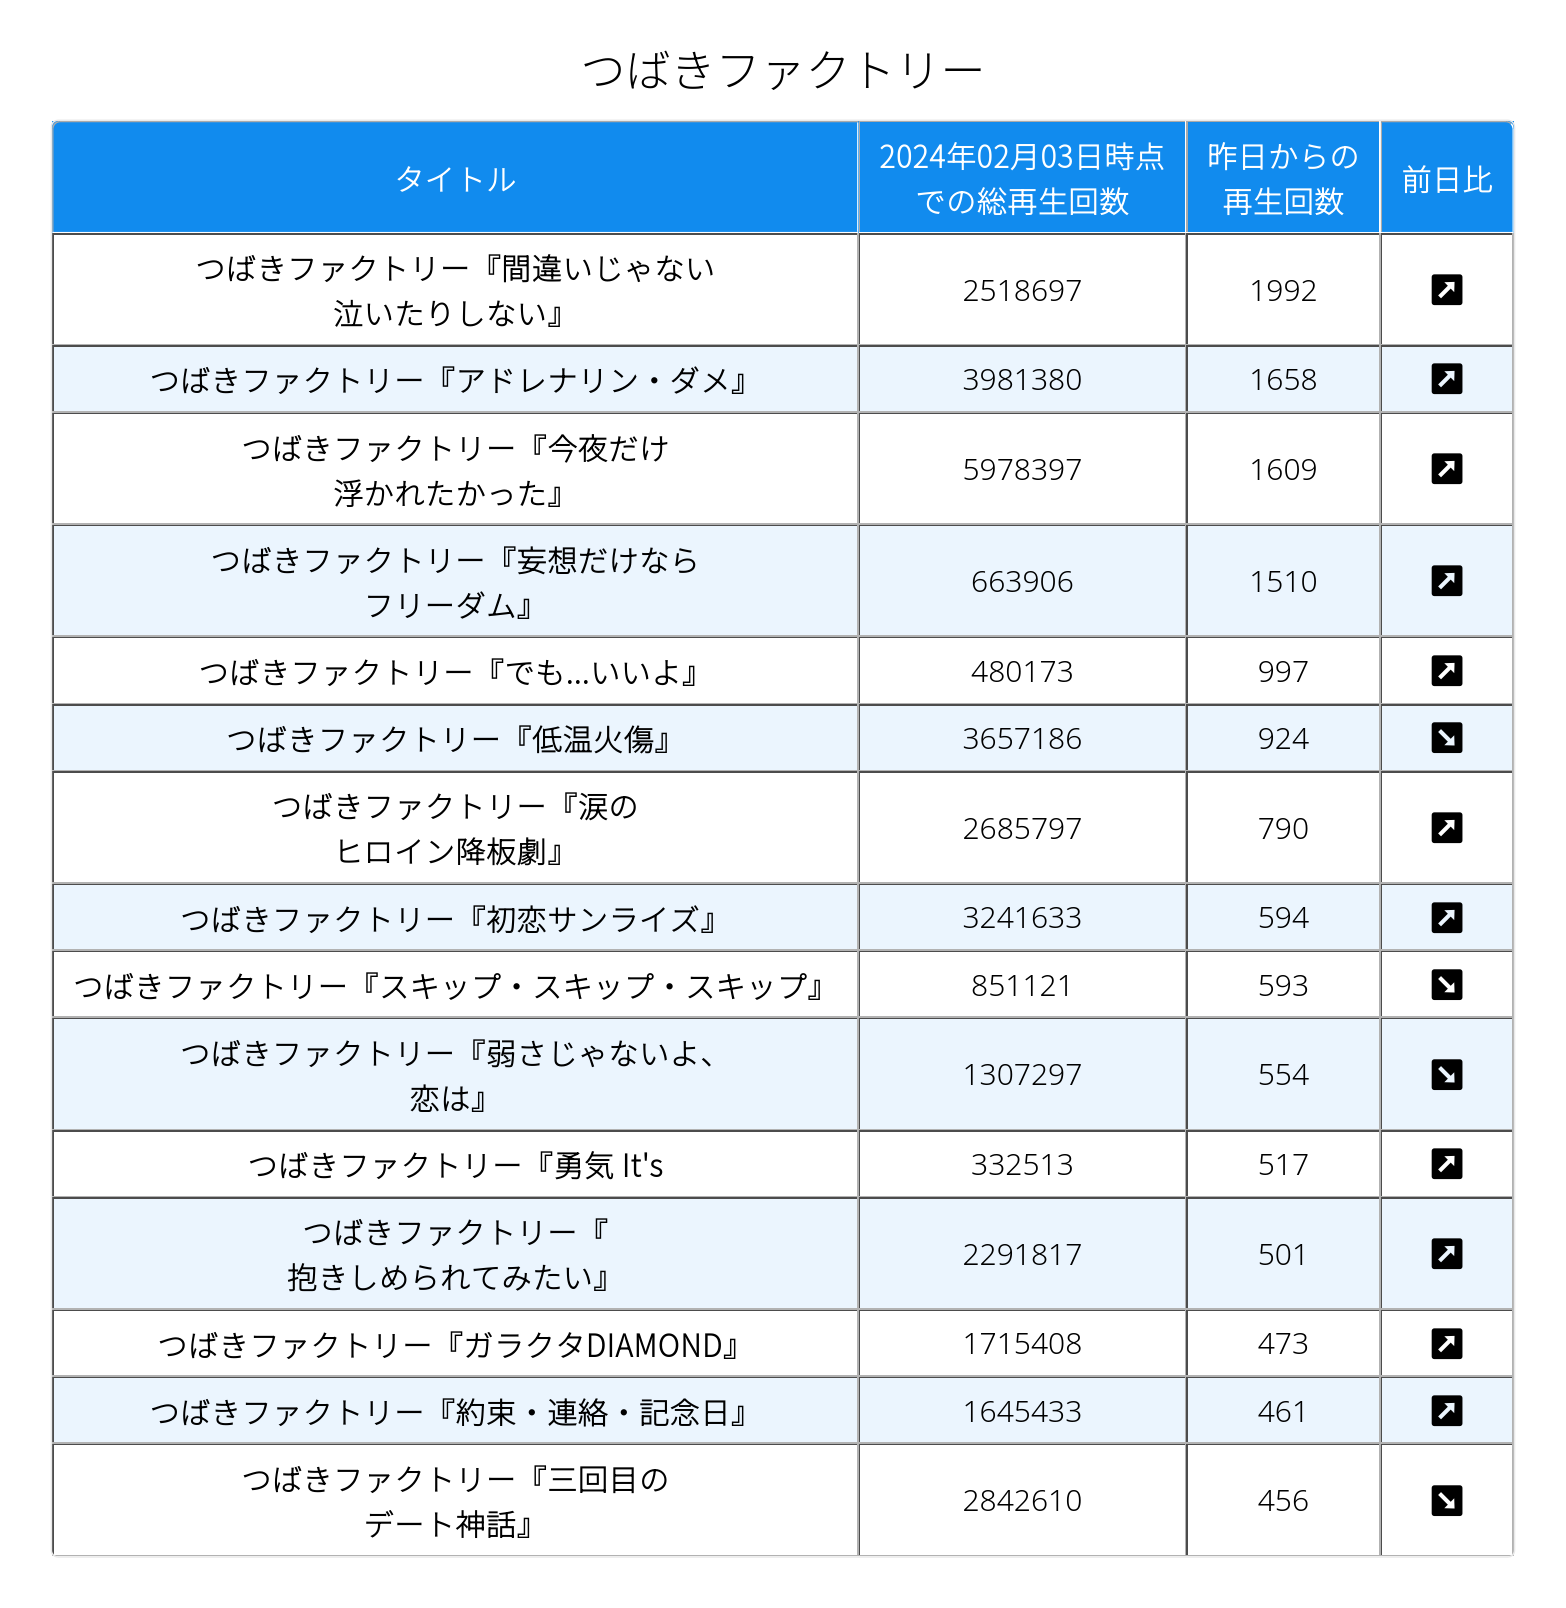 つばきファクトリー
タイトル
2024年02月03日時点
での総再生回数
昨日からの
再生回数
前日比
つばきファクトリー『間違いじゃない
泣いたりしない』
2518697
1992
つばきファクトリー『アドレナリン・ダメ』
3981380
1658
つばきファクトリー『今夜だけ
浮かれたかった』
5978397
1609
つばきファクトリー『妄想だけなら
フリーダム』
663906
1510
つばきファクトリー『でも...いいよ』
480173
997
つばきファクトリー『低温火傷』
3657186
924
つばきファクトリー『涙の
ヒロイン降板劇』
2685797
790
つばきファクトリー『初恋サンライズ』
3241633
594
つばきファクトリー『スキップ・スキップ・スキップ』
851121
593
つばきファクトリー『弱さじゃないよ、
恋は』
1307297
554
つばきファクトリー『勇気 It's
332513
517
つばきファクトリー『
抱きしめられてみたい』
2291817
501
つばきファクトリー『ガラクタDIAMOND』
1715408
473
つばきファクトリー『約束・連絡・記念日』
1645433
461
つばきファクトリー『三回目の
デート神話』
2842610
456